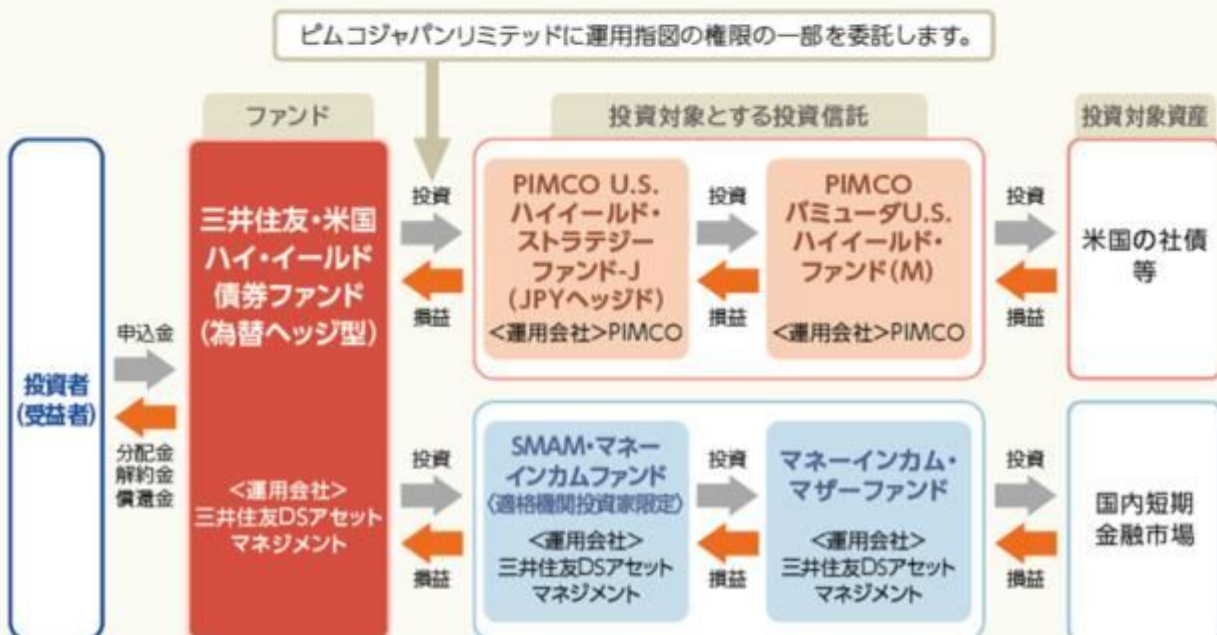 ピムコジャパンリミテッドに運用指図の権限の一部を委託します。
ファンド
投資対象とする投資信託
投資対象資産
投資者
(受益者)
申込金
分配金
解約金
償還金
三井住友・米国
ハイ・イールド
債券ファンド
(為替ヘッジ型)
<運用会社>
三井住友DSアセット
マネジメント
投資
損益
PIMCO U.S.
ハイイールド・
ストラテジー
ファンド-J
(JPYヘッジド)
<運用会社>PIMCO
投資
損益
PIMCO
バミューダU.S.
ハイイールド・
ファンド(M)
<運用会社>PIMCO
投資
損益
米国の社債
等
投資
損益
SMAM・マネー
インカムファンド
(適格機関投資家限定)
<運用会社>
三井住友DSアセット
マネジメント
投資
損益
マネーインカム・
マザーファンド
<運用会社>
三井住友DSアセット
マネジメント
投資
損益
国内短期
金融市場